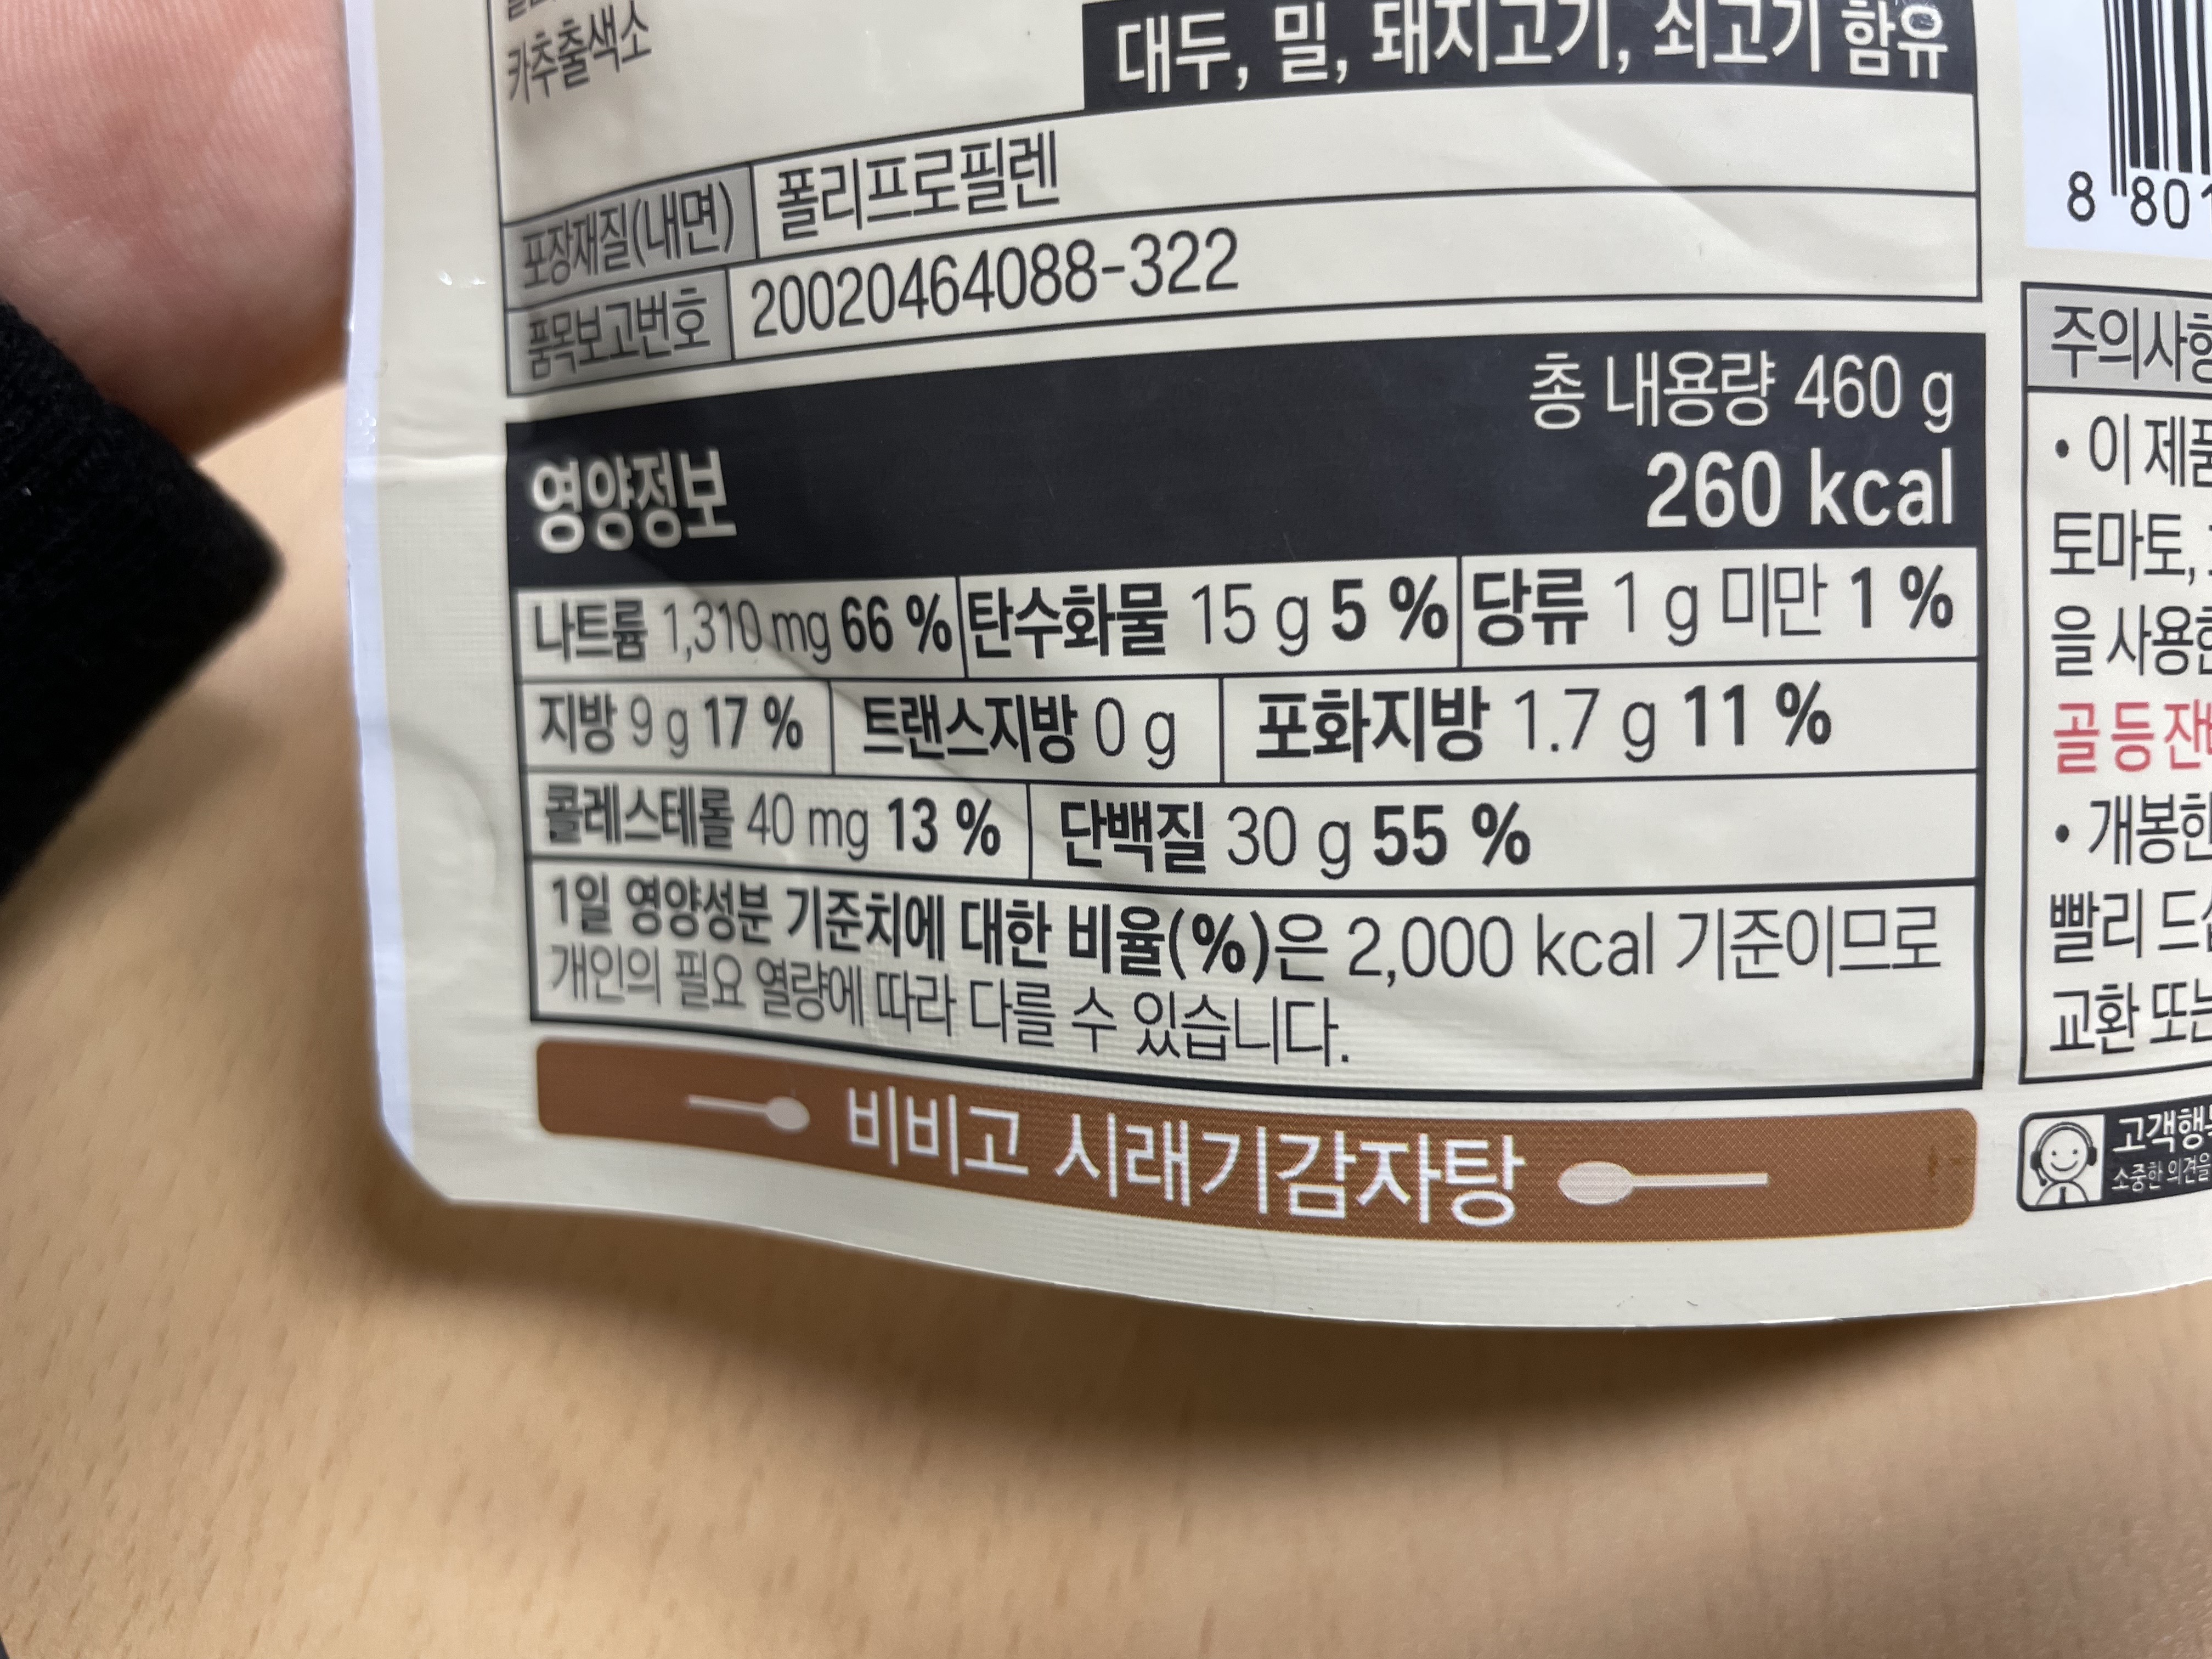 카추출색소
대두, 밀, 돼지고기, 쇠고기 함유
포장재질(내면) 폴리프로필렌
품목보고번호 20020464088-322
총 내용량 460 g
영양정보 260 kcal
나트륨 1,310 mg 66 % 탄수화물 15 g 5 % 당류 1 g 미만 1 %
지방 9 g 17 % 트랜스지방 0 g 포화지방 1.7 g 11 %
콜레스테롤 40 mg 13 % 단백질 30 g 55 %
1일 영양성분 기준치에 대한 비율(%)은 2,000 kcal 기준이므로
개인의 필요 열량에 따라 다를 수 있습니다.
비비고 시래기감자탕
8 801
주의사항
• 이 제품
토마토,
을 사용한
골 등 잔
• 개봉한
빨리 드
교환 또는
고객행
소중한 의견을